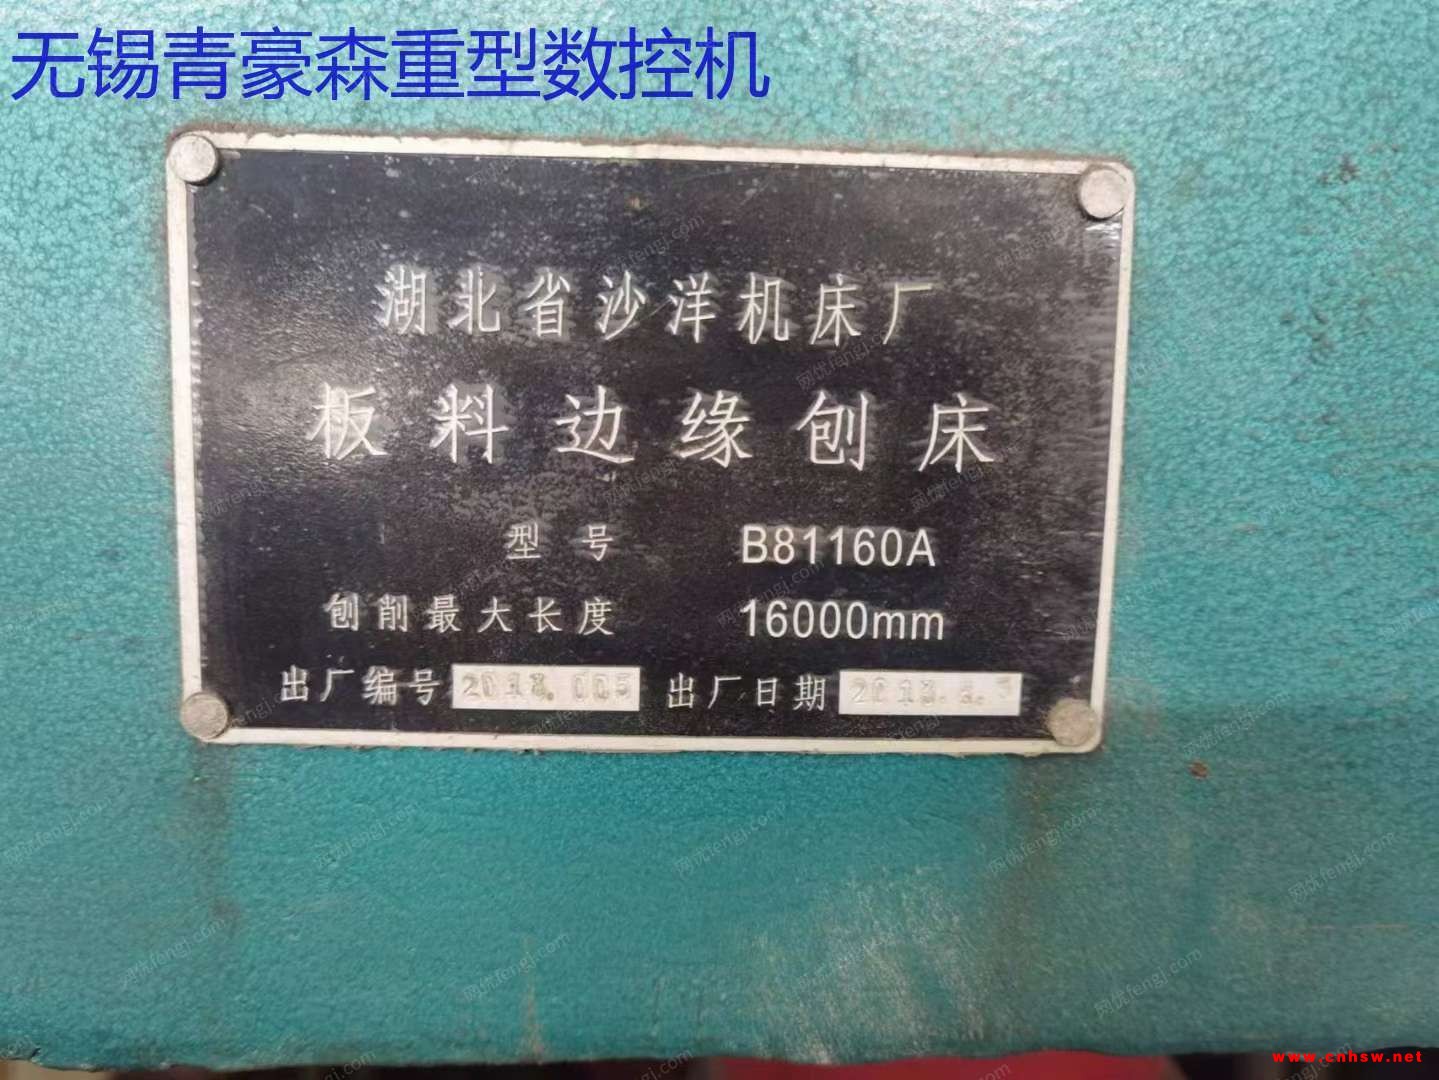 无锡青豪森重型数控机
湖北省沙洋机床厂
板料边缘刨床
型号 B81160A
刨削最大长度 16000mm
出厂编号 2013.005 出厂日期
www.cnhsw.net